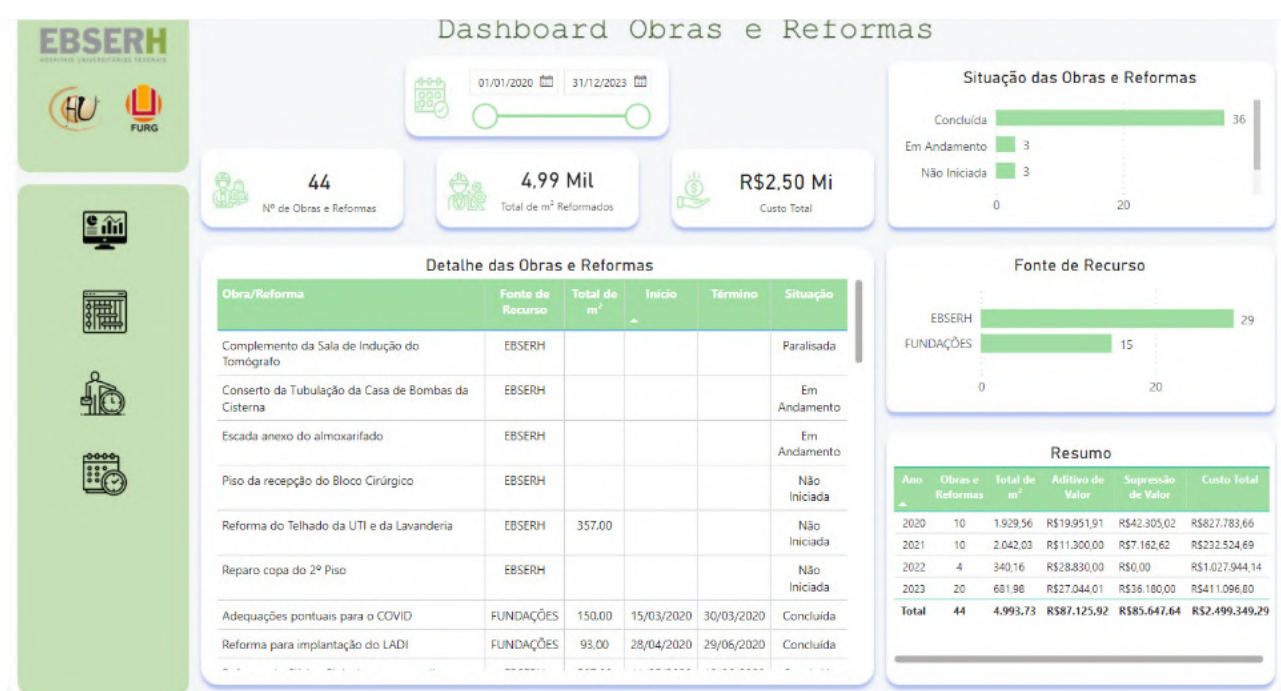 EBSERH
HOSPITAIS UNIVERSITÁRIOS FEDERAIS
HU
FURG
Dashboard Obras e Reformas
01/01/2020 31/12/2023
44
Nº de Obras e Reformas
4,99 Mil
Total de m² Reformados
R$2,50 Mi
Custo Total
Situação das Obras e Reformas
Concluída 36
Em Andamento 3
Não Iniciada 3
0 20
Detalhe das Obras e Reformas
Obra/Reforma Fonte de Recurso Total de m² Início Término Situação
Complemento da Sala de Indução do Tomógrafo EBSERH Paralisada
Conserto da Tubulação da Casa de Bombas da Cisterna EBSERH Em Andamento
Escada anexo do almoxarifado EBSERH Em Andamento
Piso da recepção do Bloco Cirúrgico EBSERH Não Iniciada
Reforma do Telhado da UTI e da Lavanderia EBSERH 357.00 Não Iniciada
Reparo copa do 2º Piso EBSERH Não Iniciada
Adequações pontuais para o COVID FUNDAÇÕES 150.00 15/03/2020 30/03/2020 Concluída
Reforma para implantação do LADI FUNDAÇÕES 93,00 28/04/2020 29/06/2020 Concluída
Fonte de Recurso
EBSERH 29
FUNDAÇÕES 15
0 20
Resumo
Ano Obras e Reformas Total de m² Aditivo de Valor Supressão de Valor Custo Total
2020 10 1.929,56 R$19.951,91 R$42.305,02 R$827.783,66
2021 10 2.042,03 R$11.300,00 R$7.162,62 R$232.524,69
2022 4 340,16 R$28.830,00 R$0,00 R$1.027.944,14
2023 20 681,98 R$27.044,01 R$36.180,00 R$411.096,80
Total 44 4.993,73 R$87.125,92 R$85.647,64 R$2.499.349,29